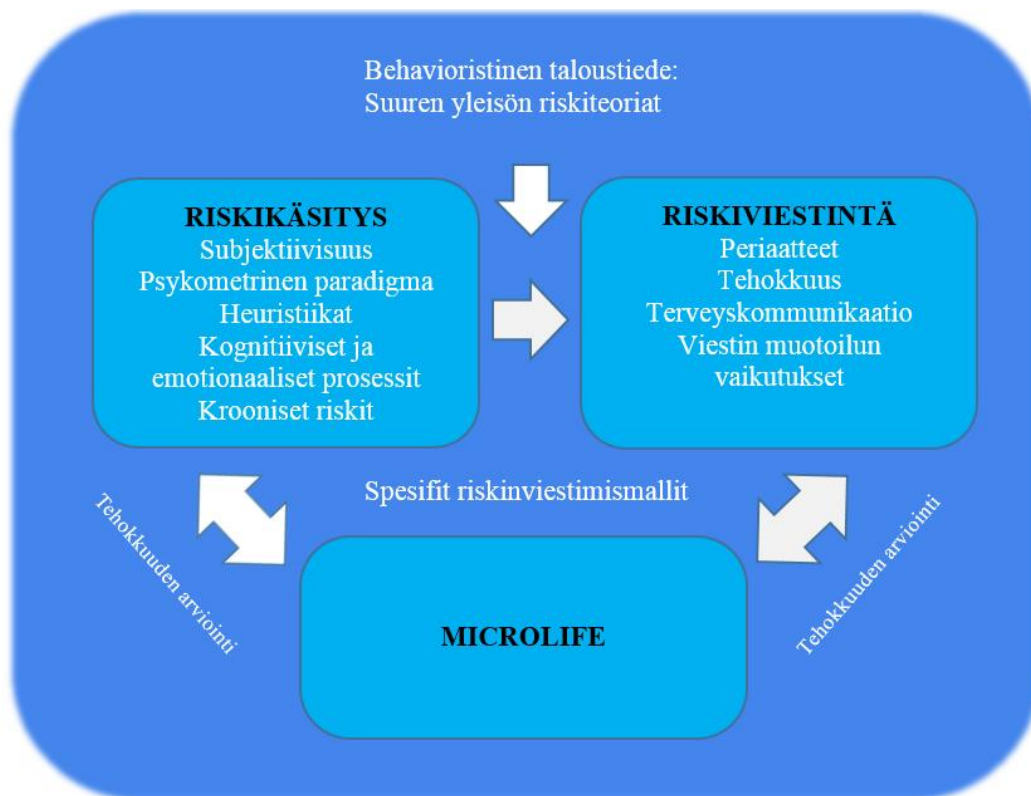 Behavioristinen taloustiede:
Suuren yleisön riskiteoriat
RISKIKÄSITYS
Subjektiivisuus
Psykometrinen paradigma
Heuristiikat
Kognitiiviset ja
emotionaaliset prosessit
Krooniset riskit
RISKIVIESTINTÄ
Periaatteet
Tehokkuus
Terveyskommunikaatio
Viestin muotoilun
vaikutukset
Tehokkuuden arviointi
Spesifit riskinviestimismallit
Tehokkuuden arviointi
MICROLIFE